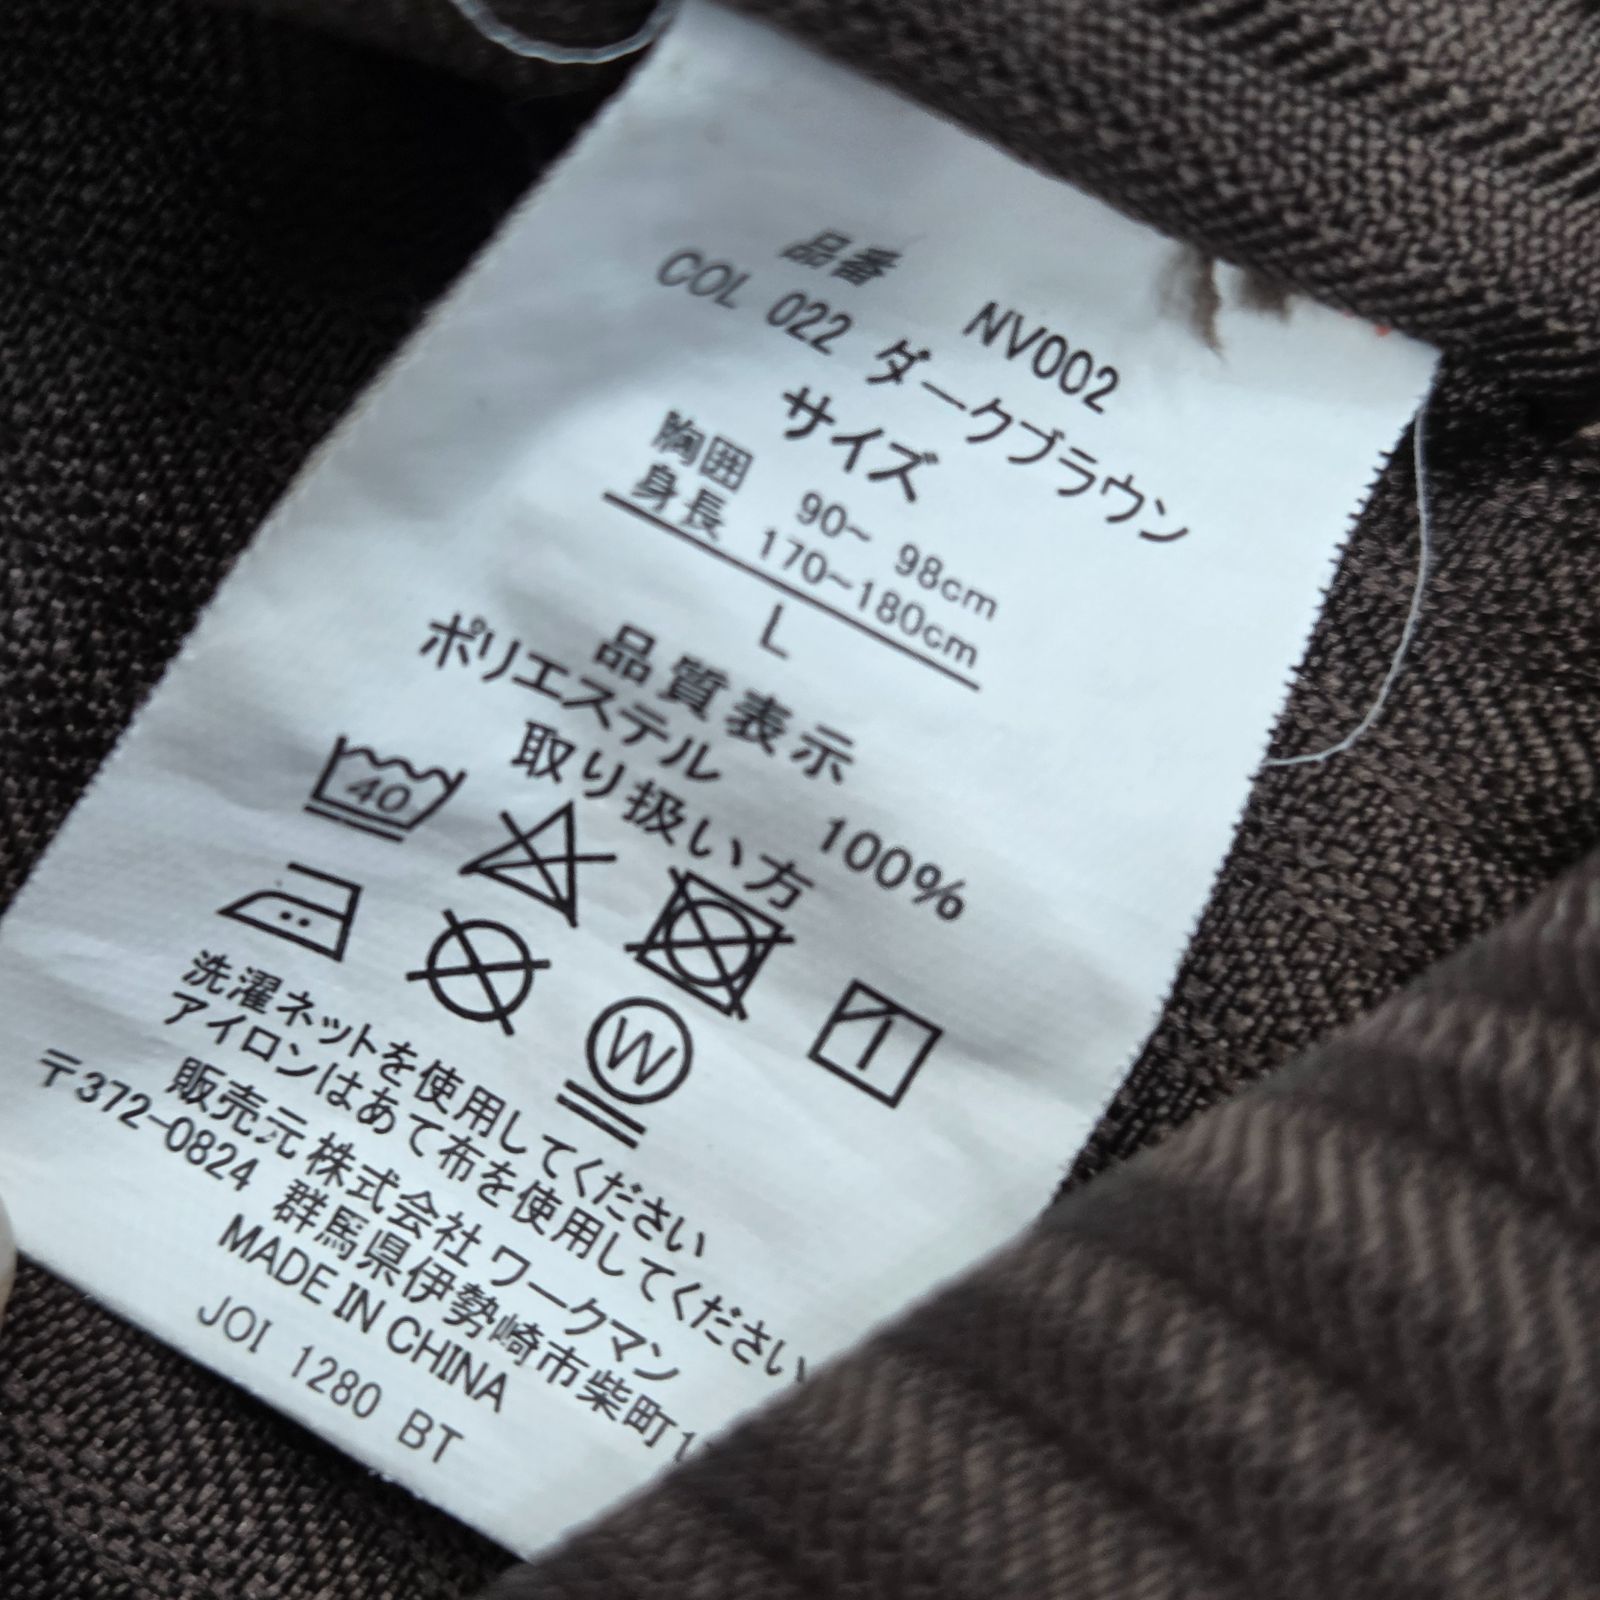 品番 NV002
COL 022 ダークブラウン
サイズ
胸囲 90~ 98cm
身長 170~180cm
L
品質表示
ポリエステル 100%
取り扱い方
40
W
洗濯ネットを使用してください
アイロンはあて布を使用してください
販売元 株式会社 ワークマン
〒372-0824 群馬県伊勢崎市柴町1
MADE IN CHINA
JOI 1280 BT